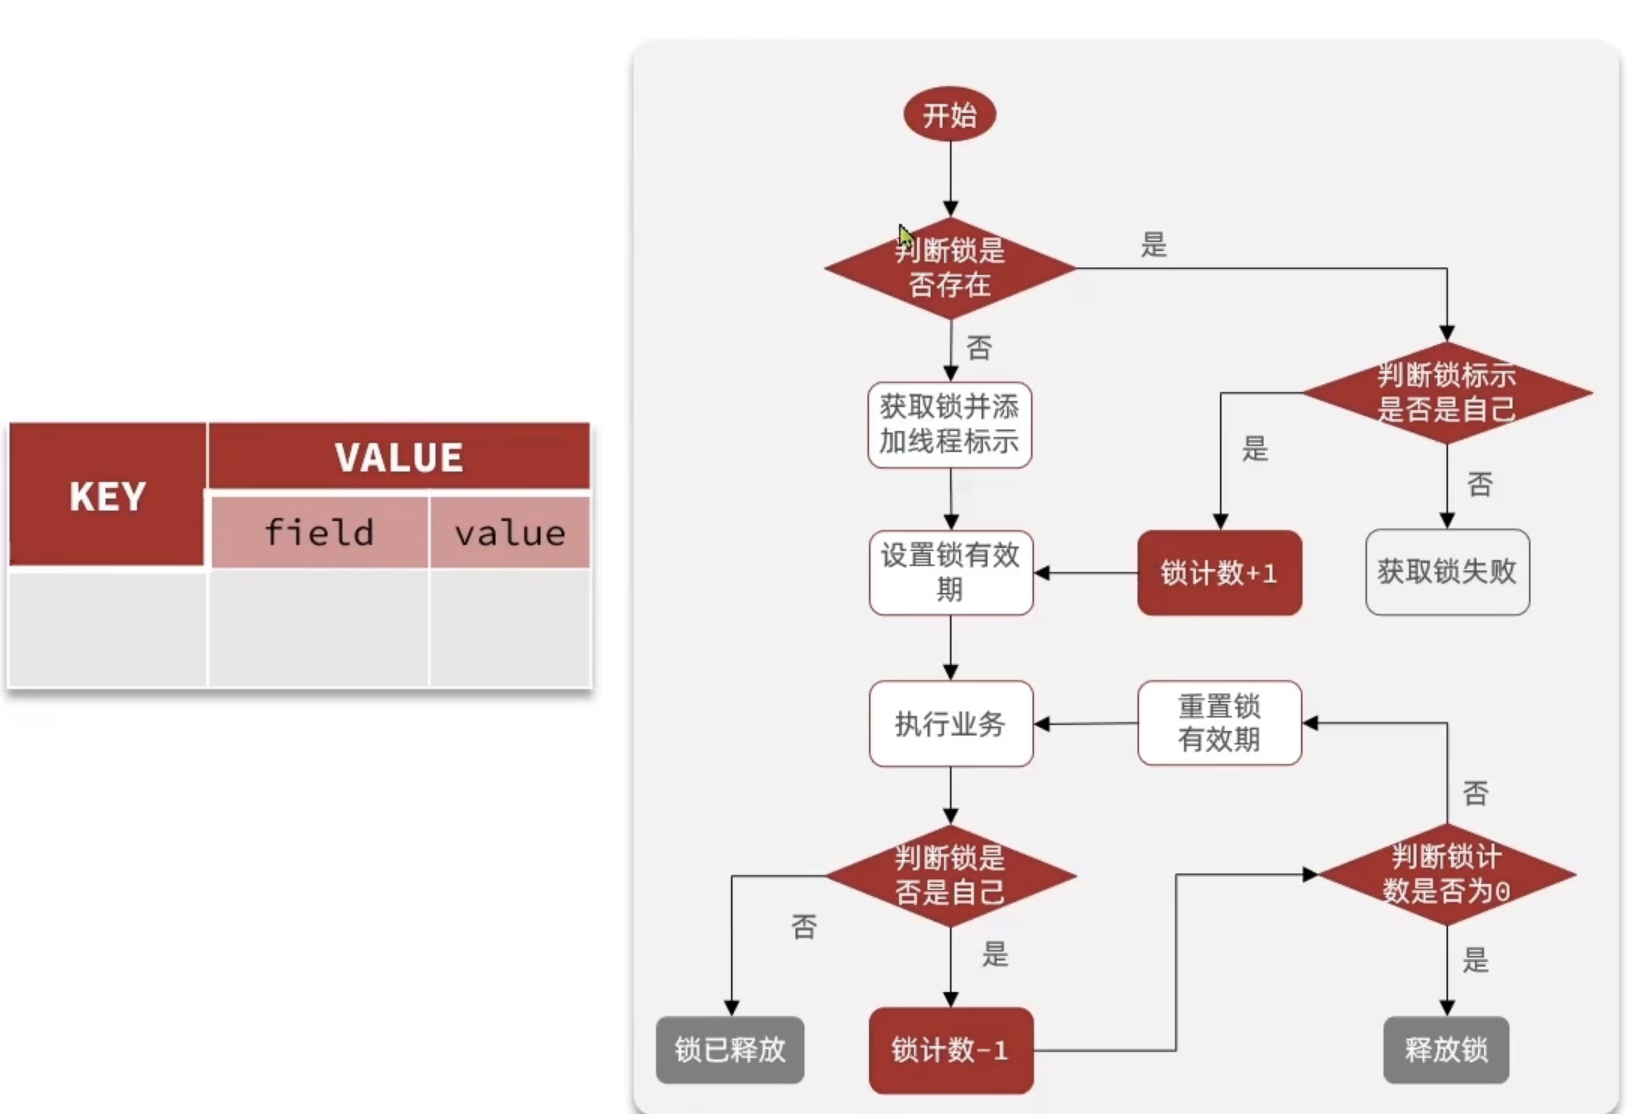 KEY
VALUE
field
value
开始
判断锁是
否存在
是
否
获取锁并添
加线程标示
判断锁标示
是否是自己
是
否
设置锁有效
期
锁计数+1
获取锁失败
执行业务
重置锁
有效期
否
判断锁是
否是自己
判断锁计
数是否为0
否
是
是
锁已释放
锁计数-1
释放锁